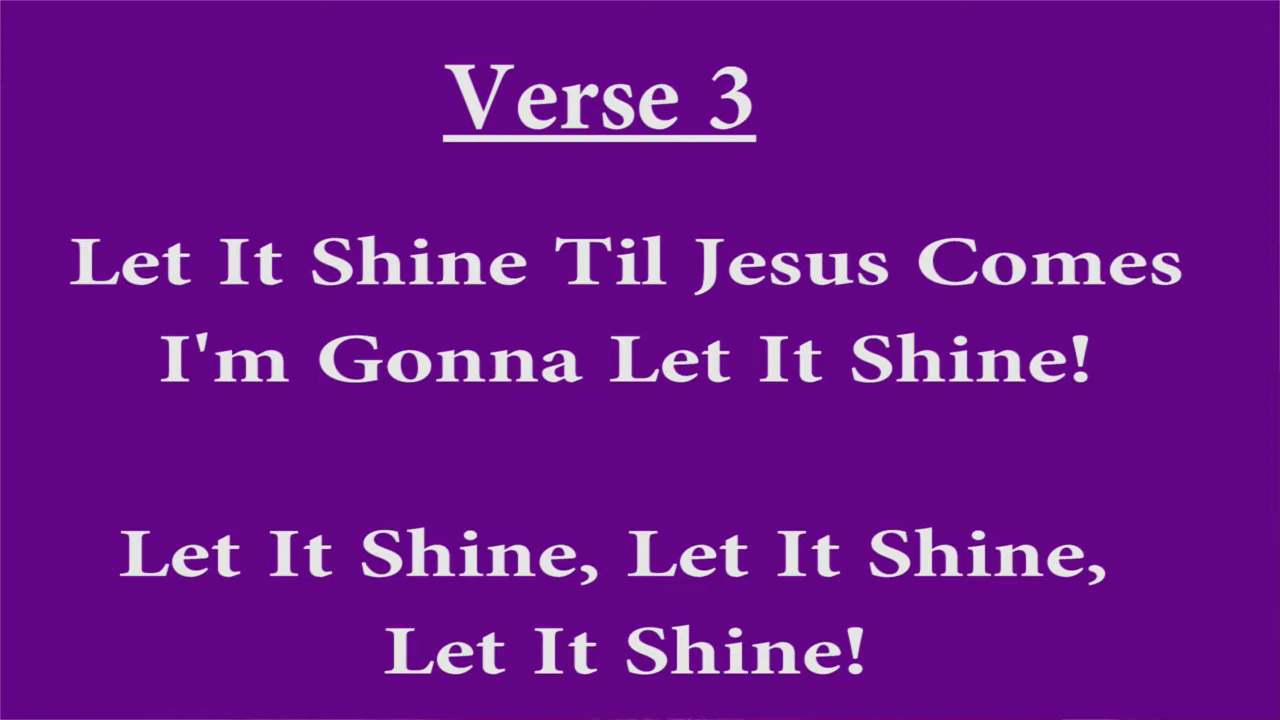 Verse 3
Let It Shine Til Jesus Comes
I'm Gonna Let It Shine!
Let It Shine, Let It Shine,
Let It Shine!